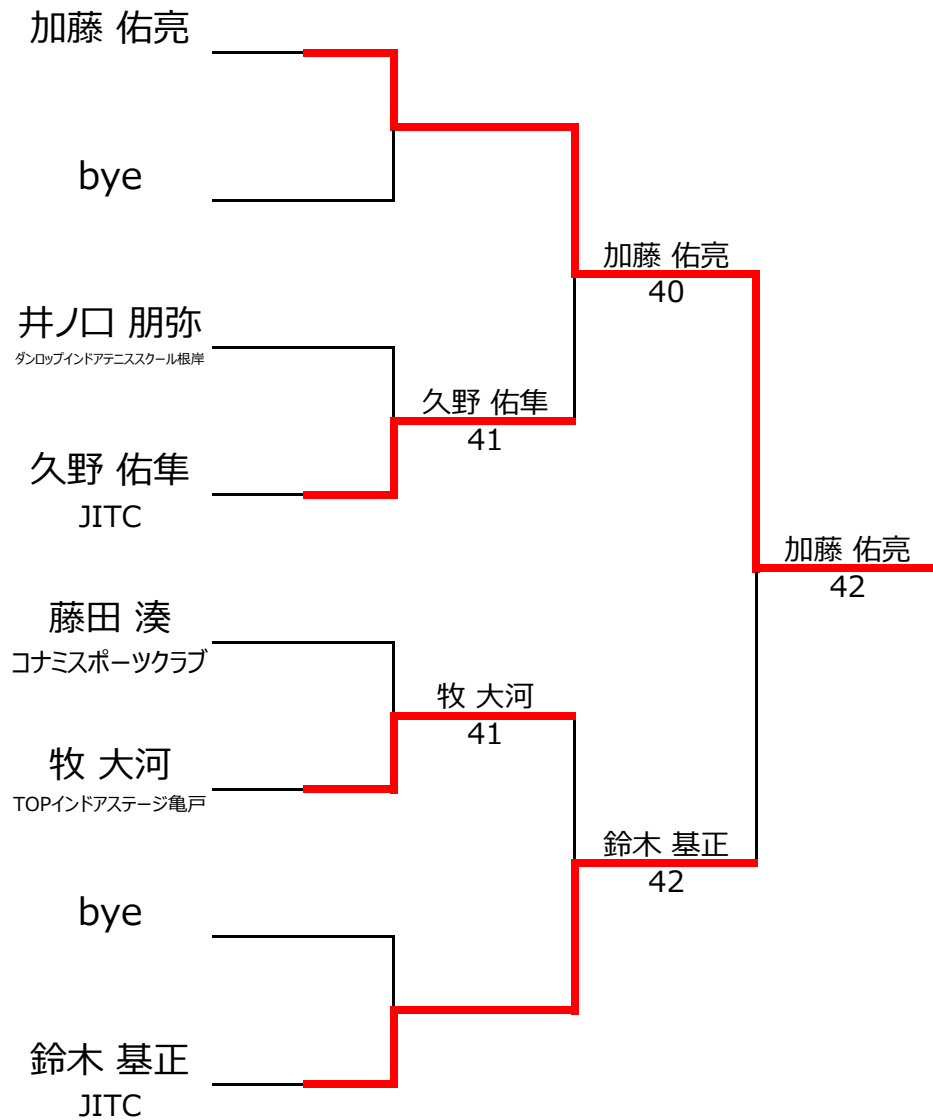 加藤 佑亮
bye
加藤 佑亮
40
井ノ口 朋弥
ダンロップインドアテニススクール根岸
久野 佑隼
41
久野 佑隼
JITC
加藤 佑亮
42
藤田 湊
コナミスポーツクラブ
牧 大河
41
牧 大河
TOPインドアステージ亀戸
鈴木 基正
42
bye
鈴木 基正
JITC